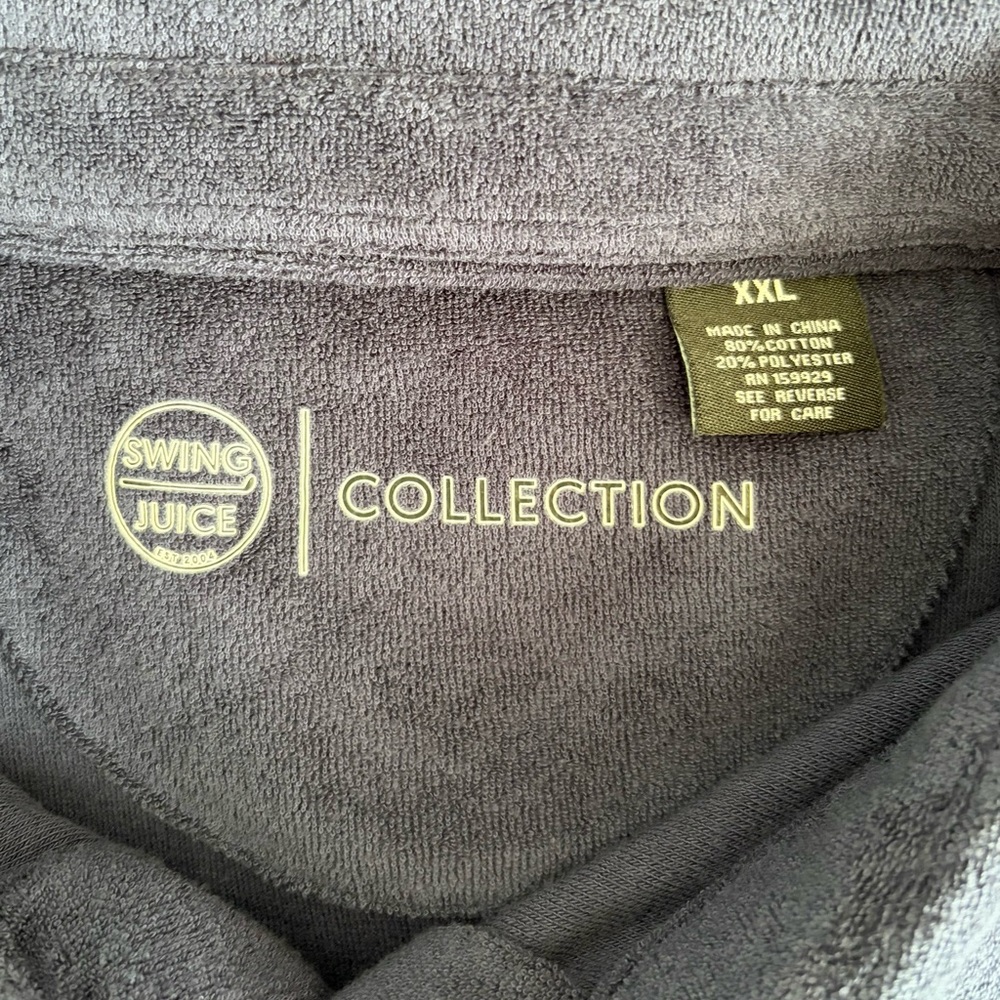 XXL
MADE IN CHINA
80%COTTON
20% POLYESTER
RN 159929
SEE REVERSE
FOR CARE
SWING
JUICE
EST 2004
COLLECTION